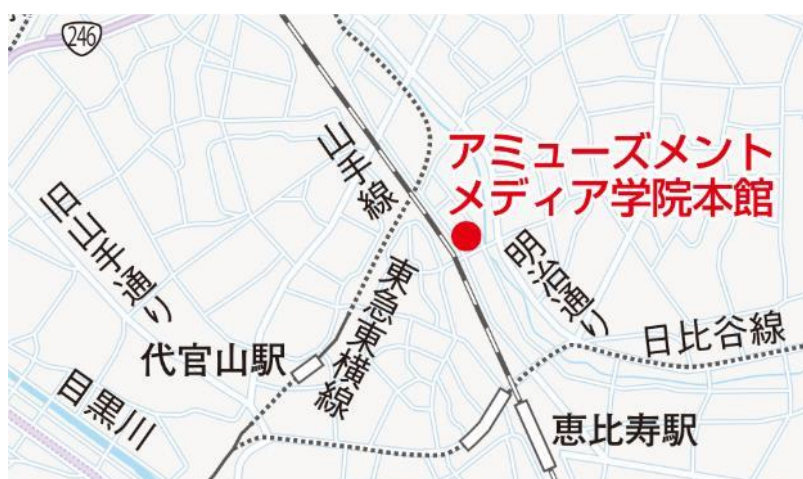 246
アミューズメント
メディア学院本館
山手線
旧山手通り
明治通り
東急東横線
日比谷線
代官山駅
目黒川
恵比寿駅